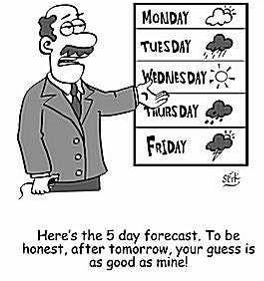 MONDAY
TUESDAY
WEDNESDAY
THURSDAY
FRIDAY
Here's the 5 day forecast. To be
honest, after tomorrow, your guess is
as good as mine!